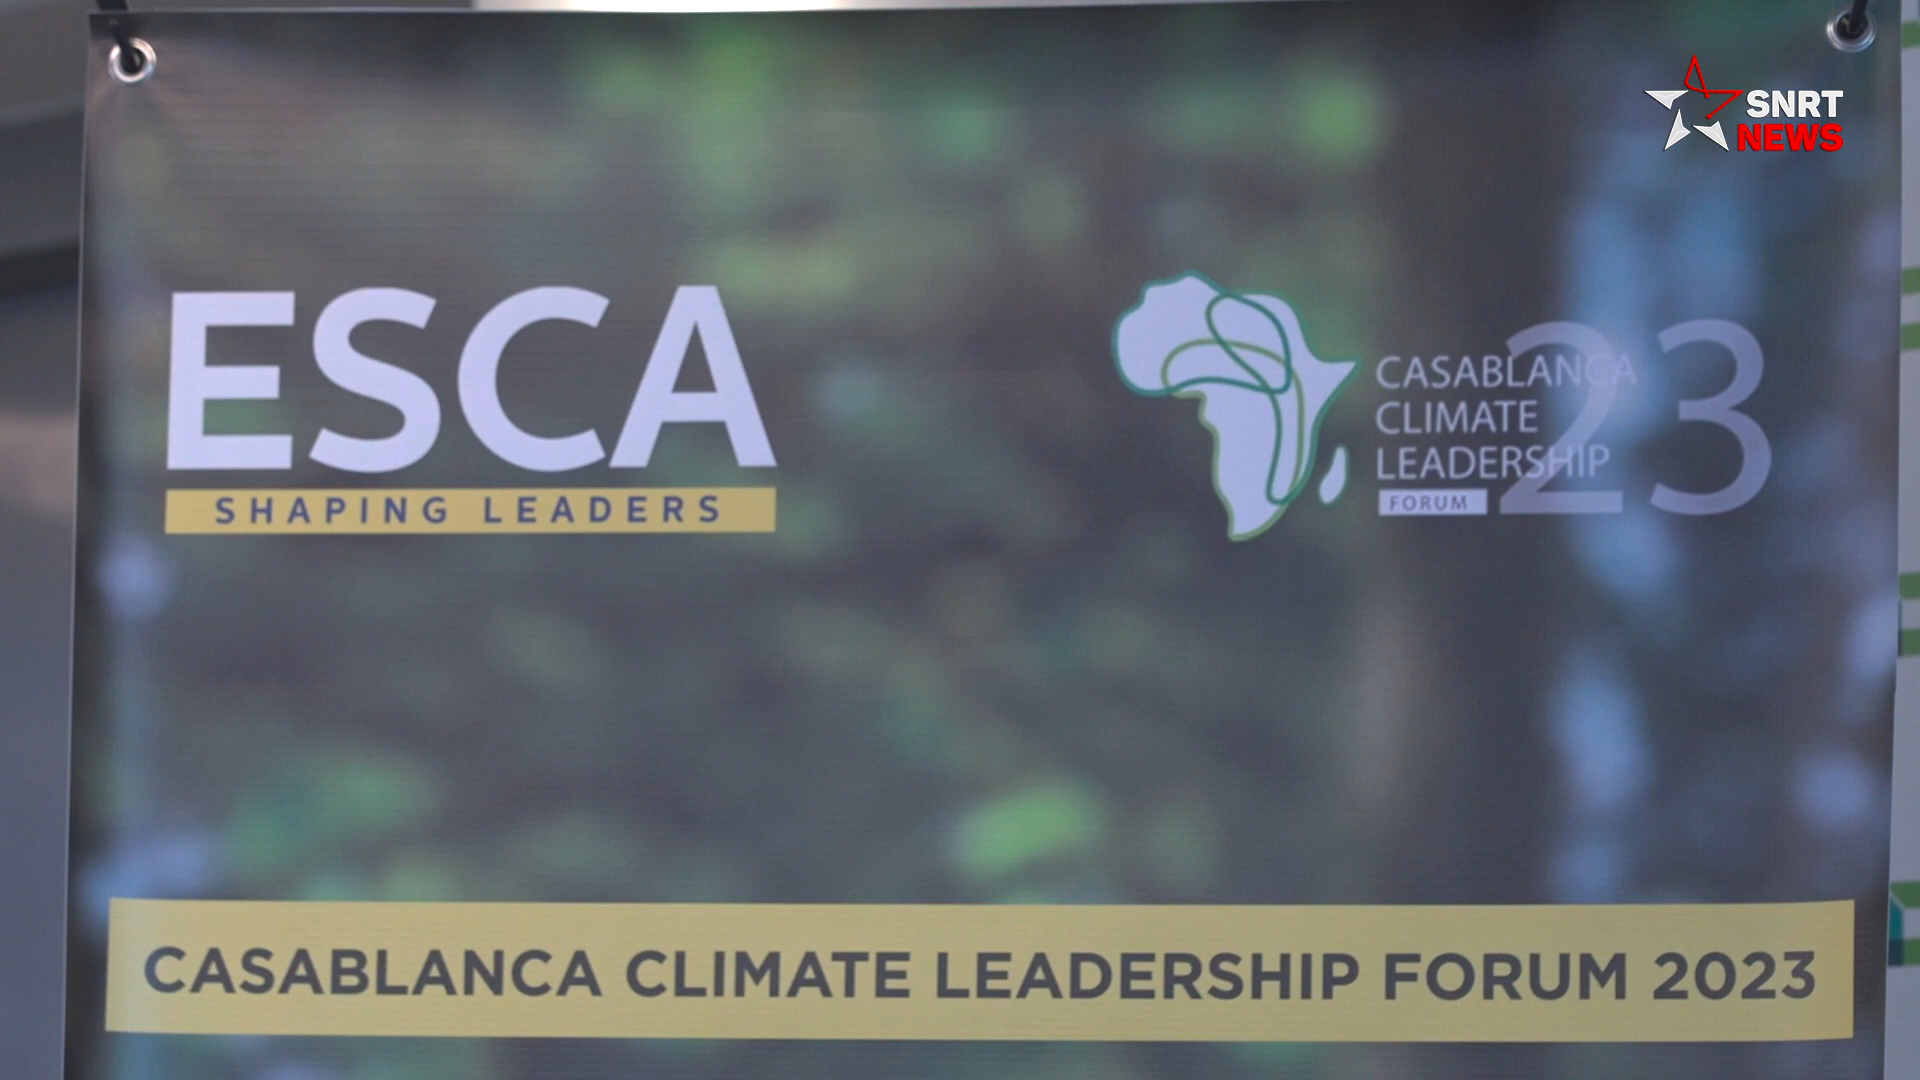 SNRT
NEWS
ESCA
SHAPING LEADERS
CASABLANCA
CLIMATE
LEADERSHIP
FORUM
23
CASABLANCA CLIMATE LEADERSHIP FORUM 2023